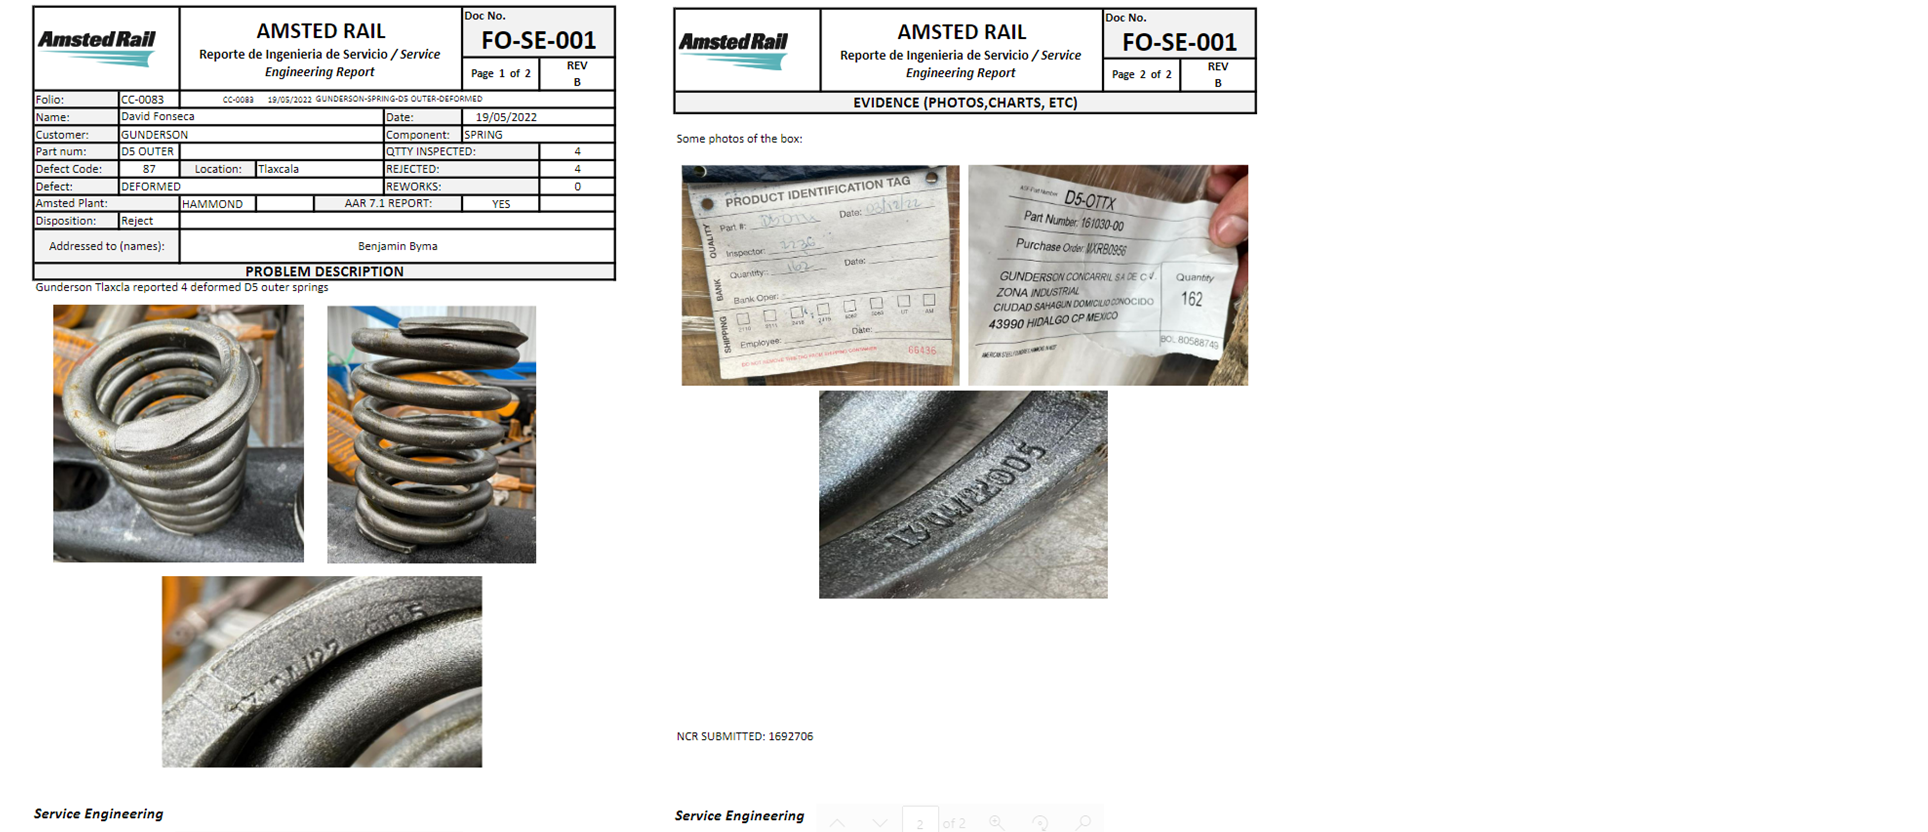 Amsted Rail
AMSTED RAIL
Reporte de Ingenieria de Servicio / Service
Engineering Report
Doc No.
FO-SE-001
Page 1 of 2
REV
B
Folio: CC-0083 CC-0083 19/05/2022 GUNDERSON-SPRING-D5 OUTER-DEFORMED
Name: David Fonseca Date: 19/05/2022
Customer: GUNDERSON Component: SPRING
Part num: D5 OUTER QTTY INSPECTED: 4
Defect Code: 87 Location: Tlaxcala REJECTED: 4
Defect: DEFORMED REWORKS: 0
Amsted Plant: HAMMOND AAR 7.1 REPORT: YES
Disposition: Reject
Addressed to (names): Benjamin Byma
PROBLEM DESCRIPTION
Gunderson Tlaxcla reported 4 deformed D5 outer springs
Service Engineering
Amsted Rail
AMSTED RAIL
Reporte de Ingenieria de Servicio / Service
Engineering Report
Doc No.
FO-SE-001
Page 2 of 2
REV
B
EVIDENCE (PHOTOS,CHARTS, ETC)
Some photos of the box:
PRODUCT IDENTIFICATION TAG
QUALITY
Part #: Date:
Inspector: 2236
Quantity: 162 Date:
BANK
Bank Oper:
SHIPPING
Employee: Date:
66436
D5-OTTX
Part Number: 161030-00
Purchase Order: MXRB0956
GUNDERSON CONCARRIL SA DE C.V.
ZONA INDUSTRIAL
CIUDAD SAHAGUN DOMICILIO CONOCIDO
43990 HIDALGO CP MEXICO
Quantity
162
BOL 80588749
NCR SUBMITTED: 1692706
Service Engineering
2 of 2